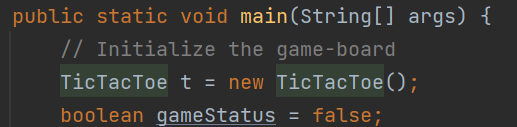 public static void main(String[] args) {
// Initialize the game-board
TicTacToe t = new TicTacToe();
boolean gameStatus = false;